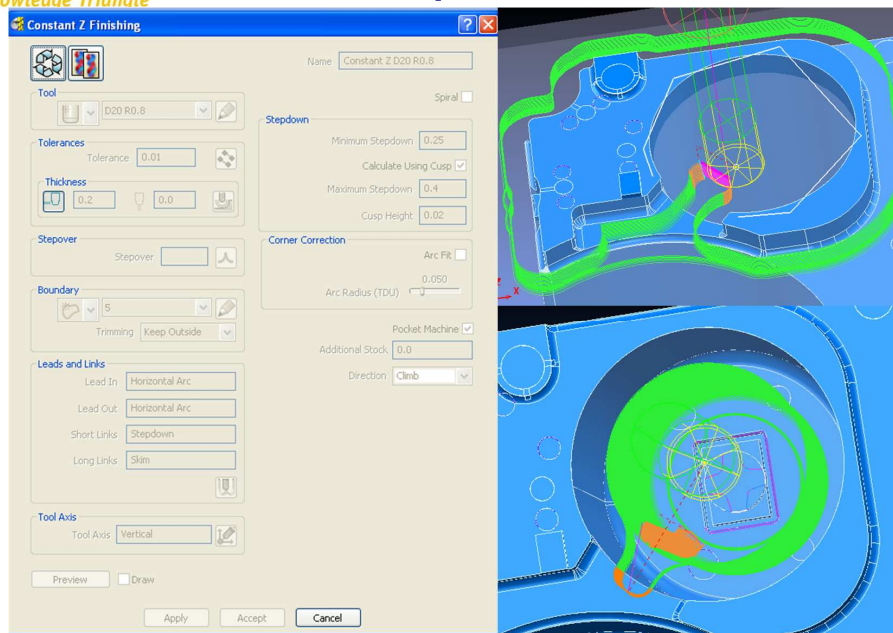 Knowledge Triangle
Constant Z Finishing
Name Constant Z D20 R0.8
Tool
D20 R0.8
Spiral
Stepdown
Tolerances
Tolerance 0.01
Minimum Stepdown 0.25
Calculate Using Cusp
Thickness
0.2 0.0
Maximum Stepdown 0.4
Cusp Height 0.02
Stepover
Stepover
Corner Correction
Arc Fit
0.050
Arc Radius (TDU)
Boundary
5
Trimming Keep Outside
Pocket Machine
Additional Stock 0.0
Direction Climb
Leads and Links
Lead In Horizontal Arc
Lead Out Horizontal Arc
Short Links Stepdown
Long Links Skim
Tool Axis
Tool Axis Vertical
Preview Draw
Apply Accept Cancel
X